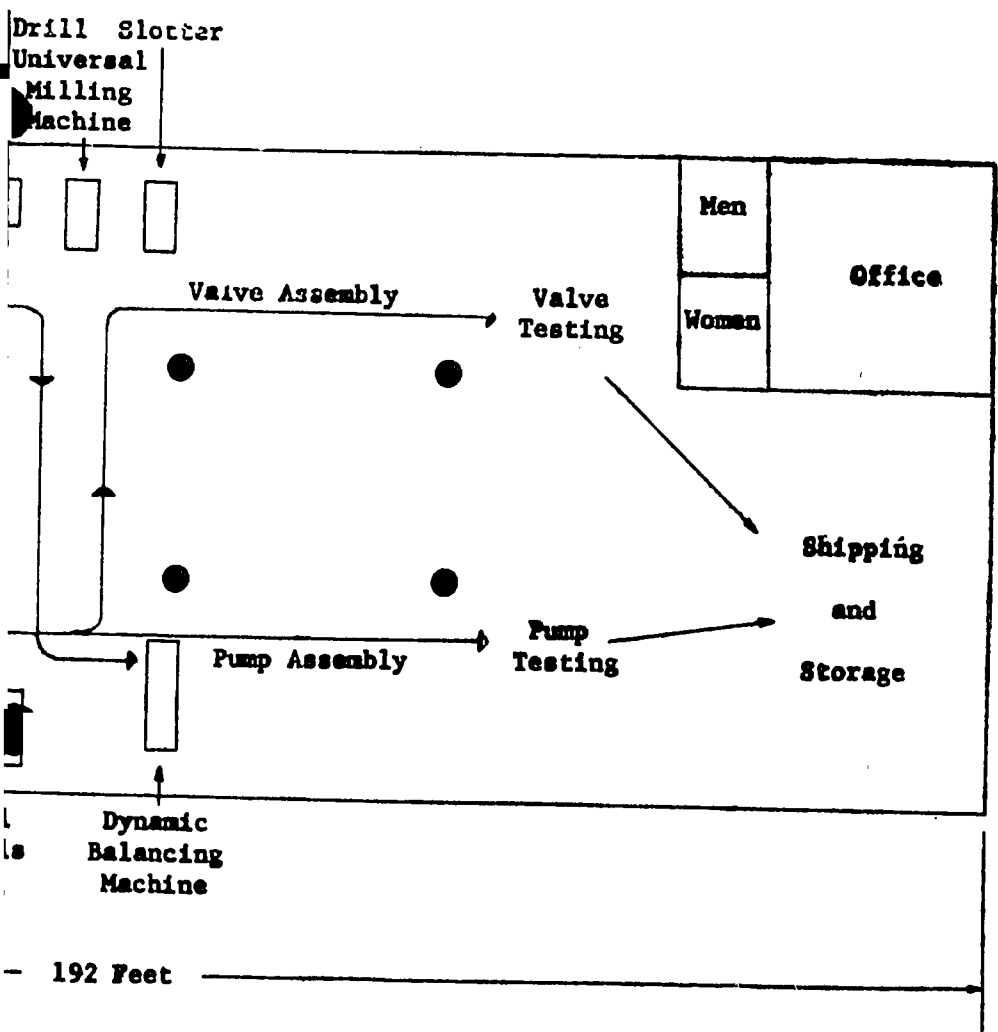 Drill Slotter
Universal
Milling
Machine
Men
Office
Valve Assembly
Valve
Testing
Women
Shipping
and
Storage
Pump Assembly
Pump
Testing
Dynamic
Balancing
Machine
192 Feet